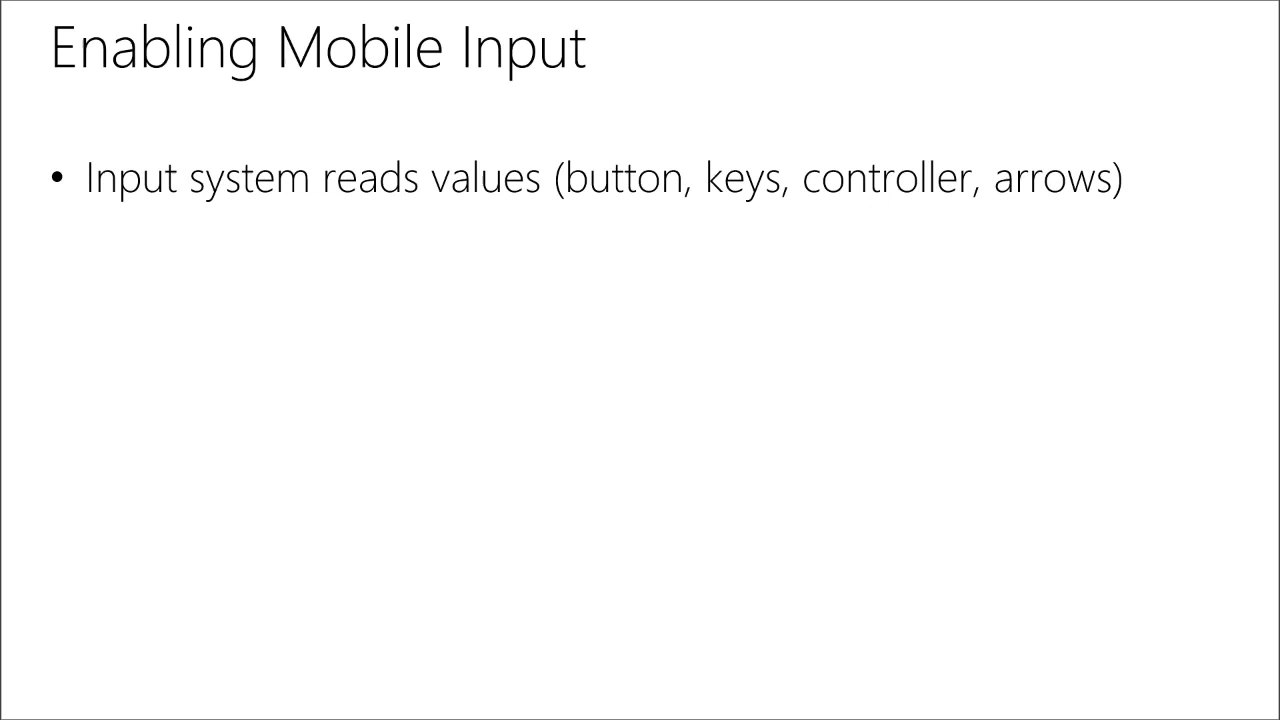 Enabling Mobile Input
• Input system reads values (button, keys, controller, arrows)